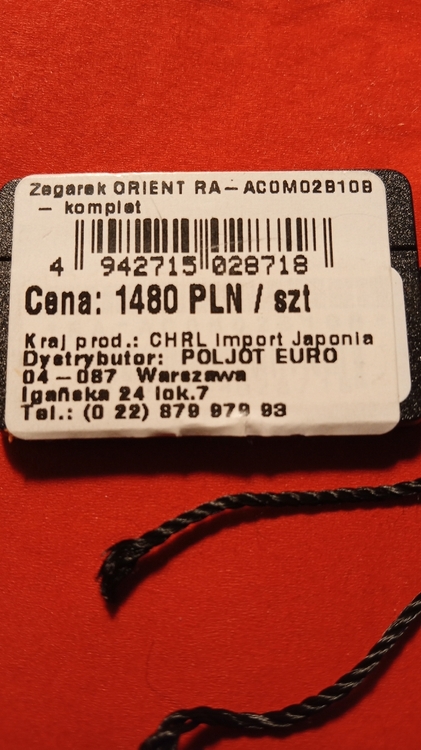 Zegarek ORIENT RA-AC0M02B10B
- komplet
4 942715 028718
Cena: 1480 PLN / szt
Kraj prod.: CHRL import Japonia
Dystrybutor: POLJOT EURO
04-087 Warszawa
Igańska 24 lok.7
Tel.: (0 22) 879 979 93